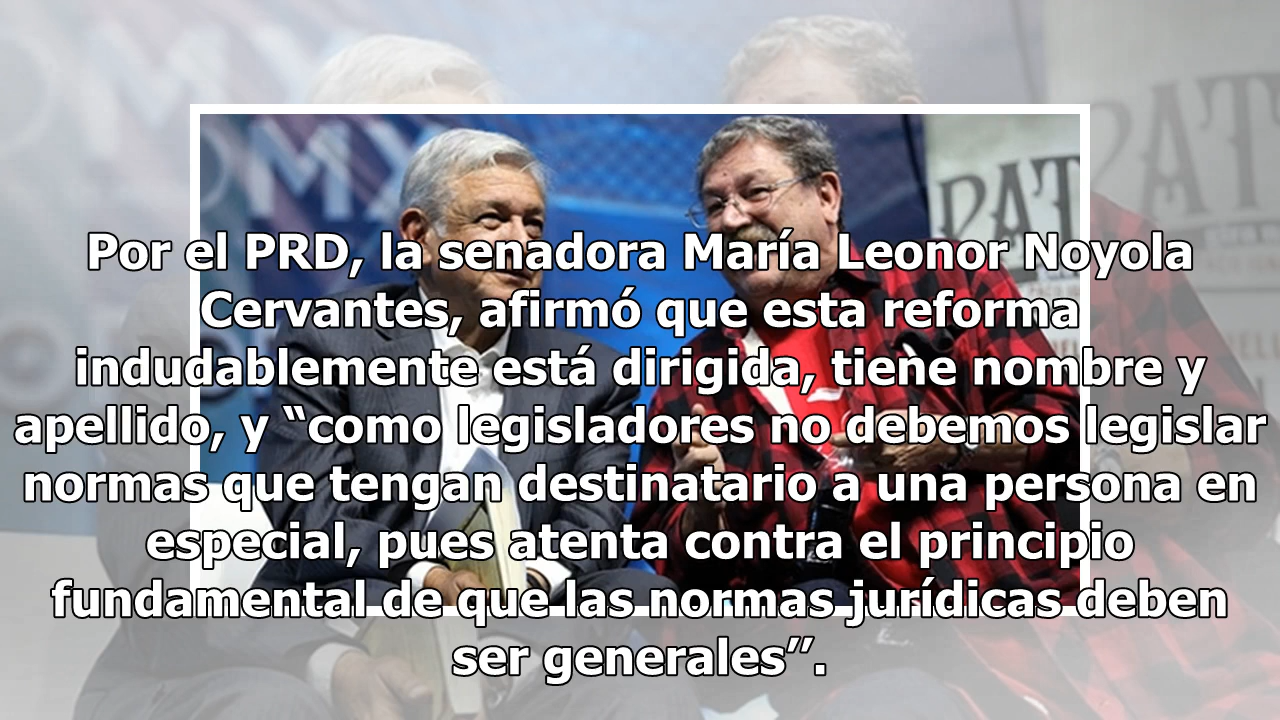 Por el PRD, la senadora María Leonor Noyola
Cervantes, afirmó que esta reforma
indudablemente está dirigida, tiene nombre y
apellido, y “como legisladores no debemos legislar
normas que tengan destinatario a una persona en
especial, pues atenta contra el principio
fundamental de que las normas jurídicas deben
ser generales”.